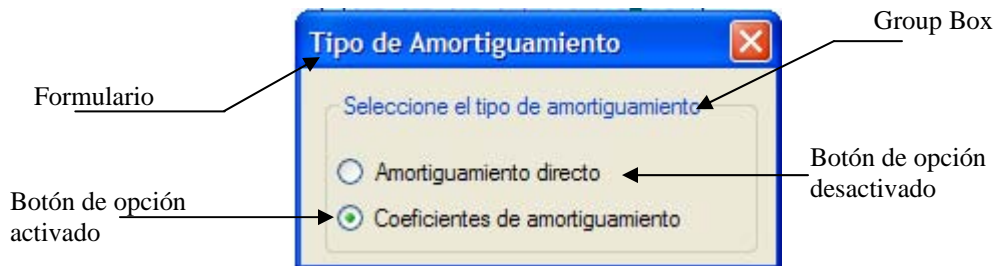 Group Box
Tipo de Amortiguamiento
Formulario
Seleccione el tipo de amortiguamiento
Amortiguamiento directo
Botón de opción
desactivado
Botón de opción
activado
Coeficientes de amortiguamiento